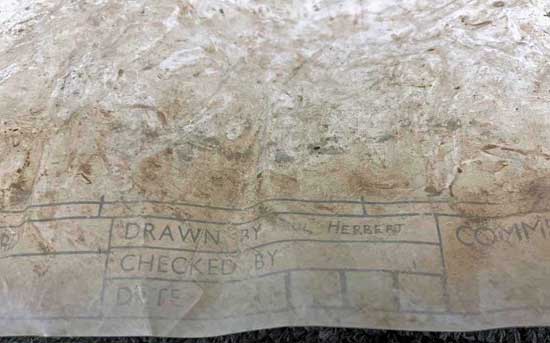 DRAWN BY HERBERT
COMM
CHECKED BY
DATE